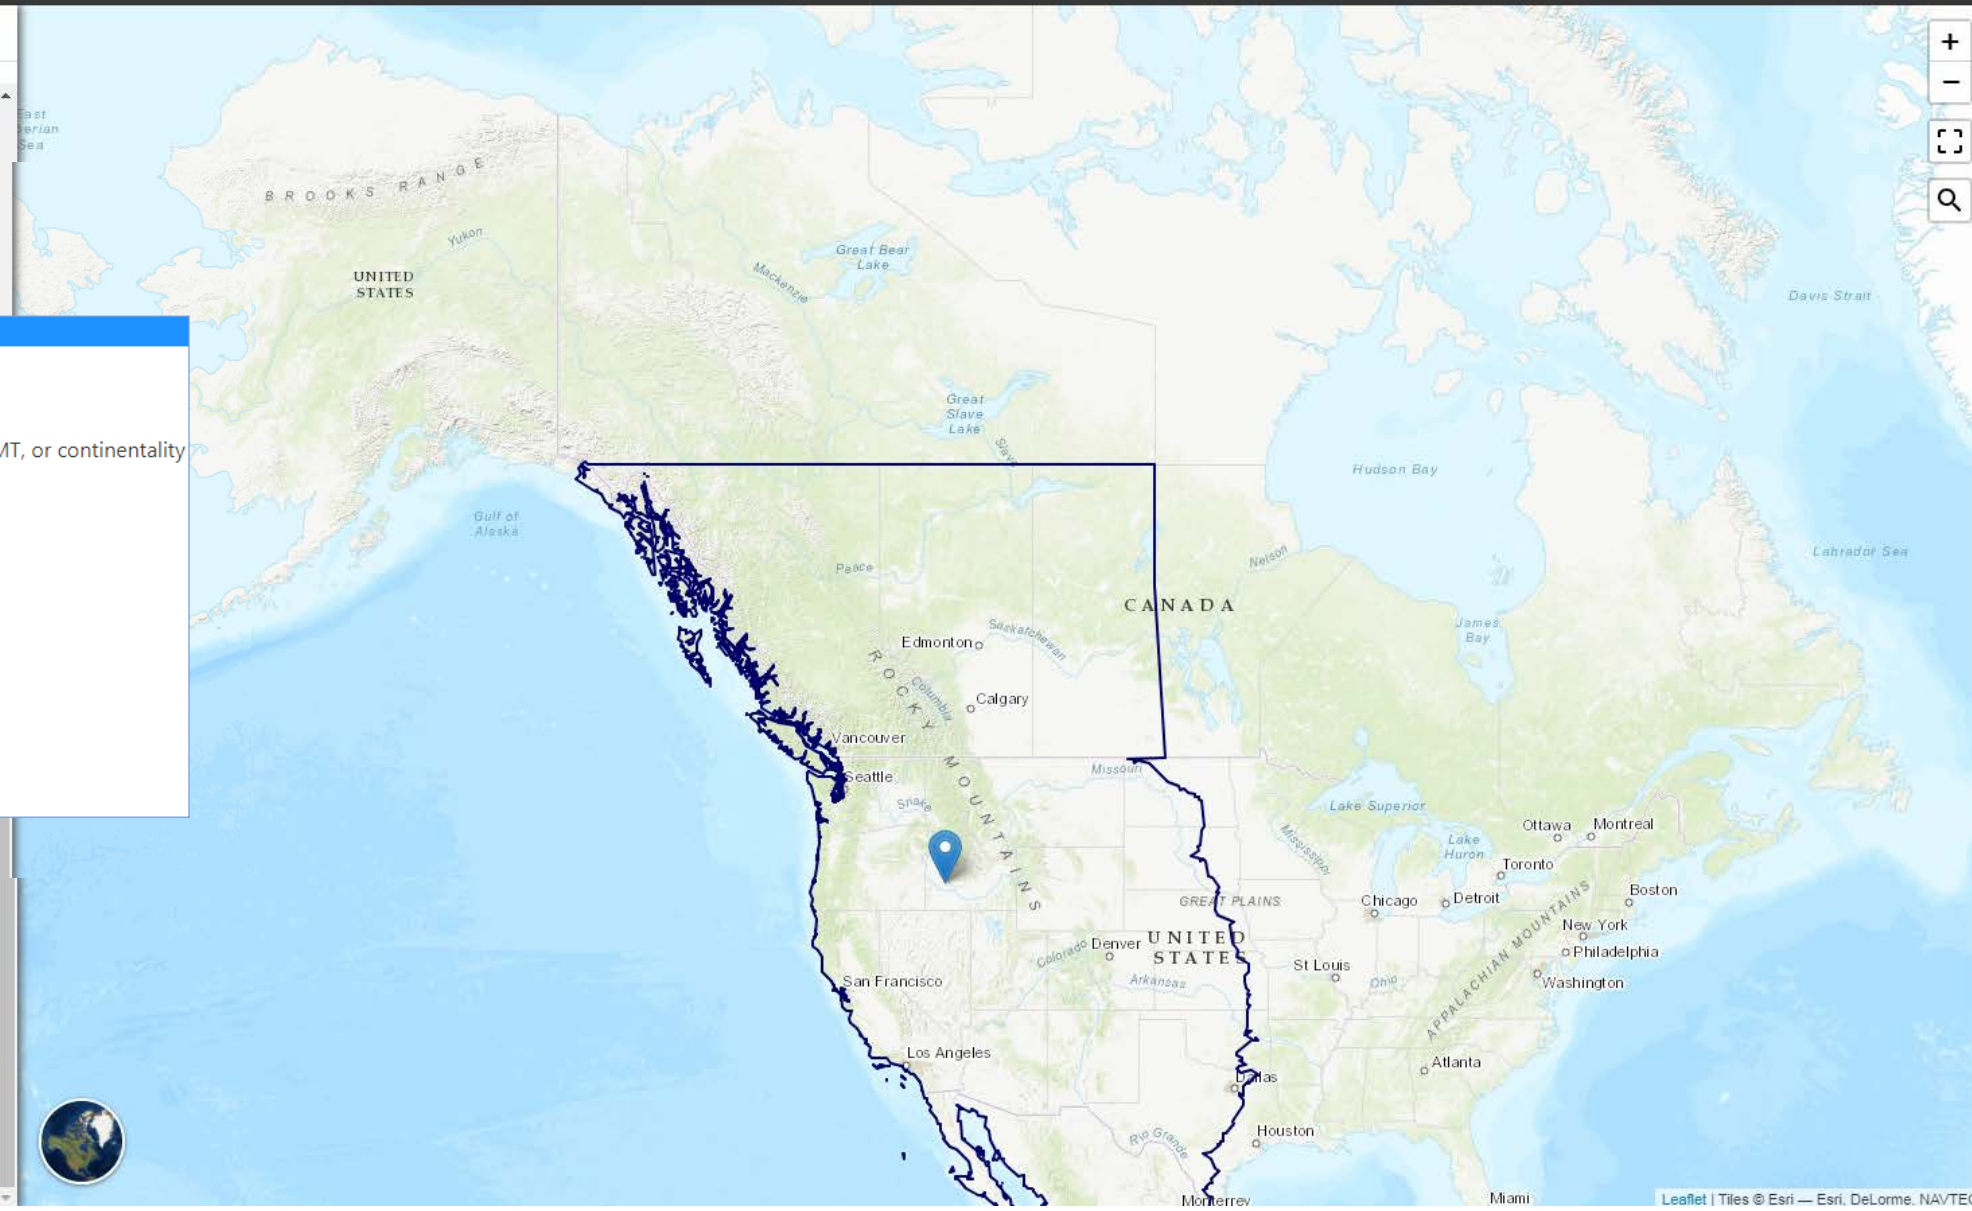 East
Siberian
Sea
BROOKS RANGE
Yukon
UNITED
STATES
Mackenzie
Great Bear
Lake
Davis Strait
Great
Slave
Lake
Slave
MT, or continentality
Hudson Bay
Gulf of
Alaska
Peace
Nelson
Labrador Sea
CANADA
James
Bay
Edmonton
Saskatchewan
ROCKY MOUNTAINS
Columbia
Calgary
Vancouver
Seattle
Missouri
Snake
Lake Superior
Mississippi
Lake
Huron
Ottawa
Montreal
Toronto
Boston
GREAT PLAINS
Chicago
Detroit
New York
Philadelphia
APPALACHIAN MOUNTAINS
Washington
Colorado
Denver
UNITED
STATES
St Louis
Ohio
Arkansas
San Francisco
Los Angeles
Atlanta
Dallas
Houston
Rio Grande
Monterrey
Miami
Leaflet | Tiles © Esri — Esri, DeLorme, NAVTEQ
+
−